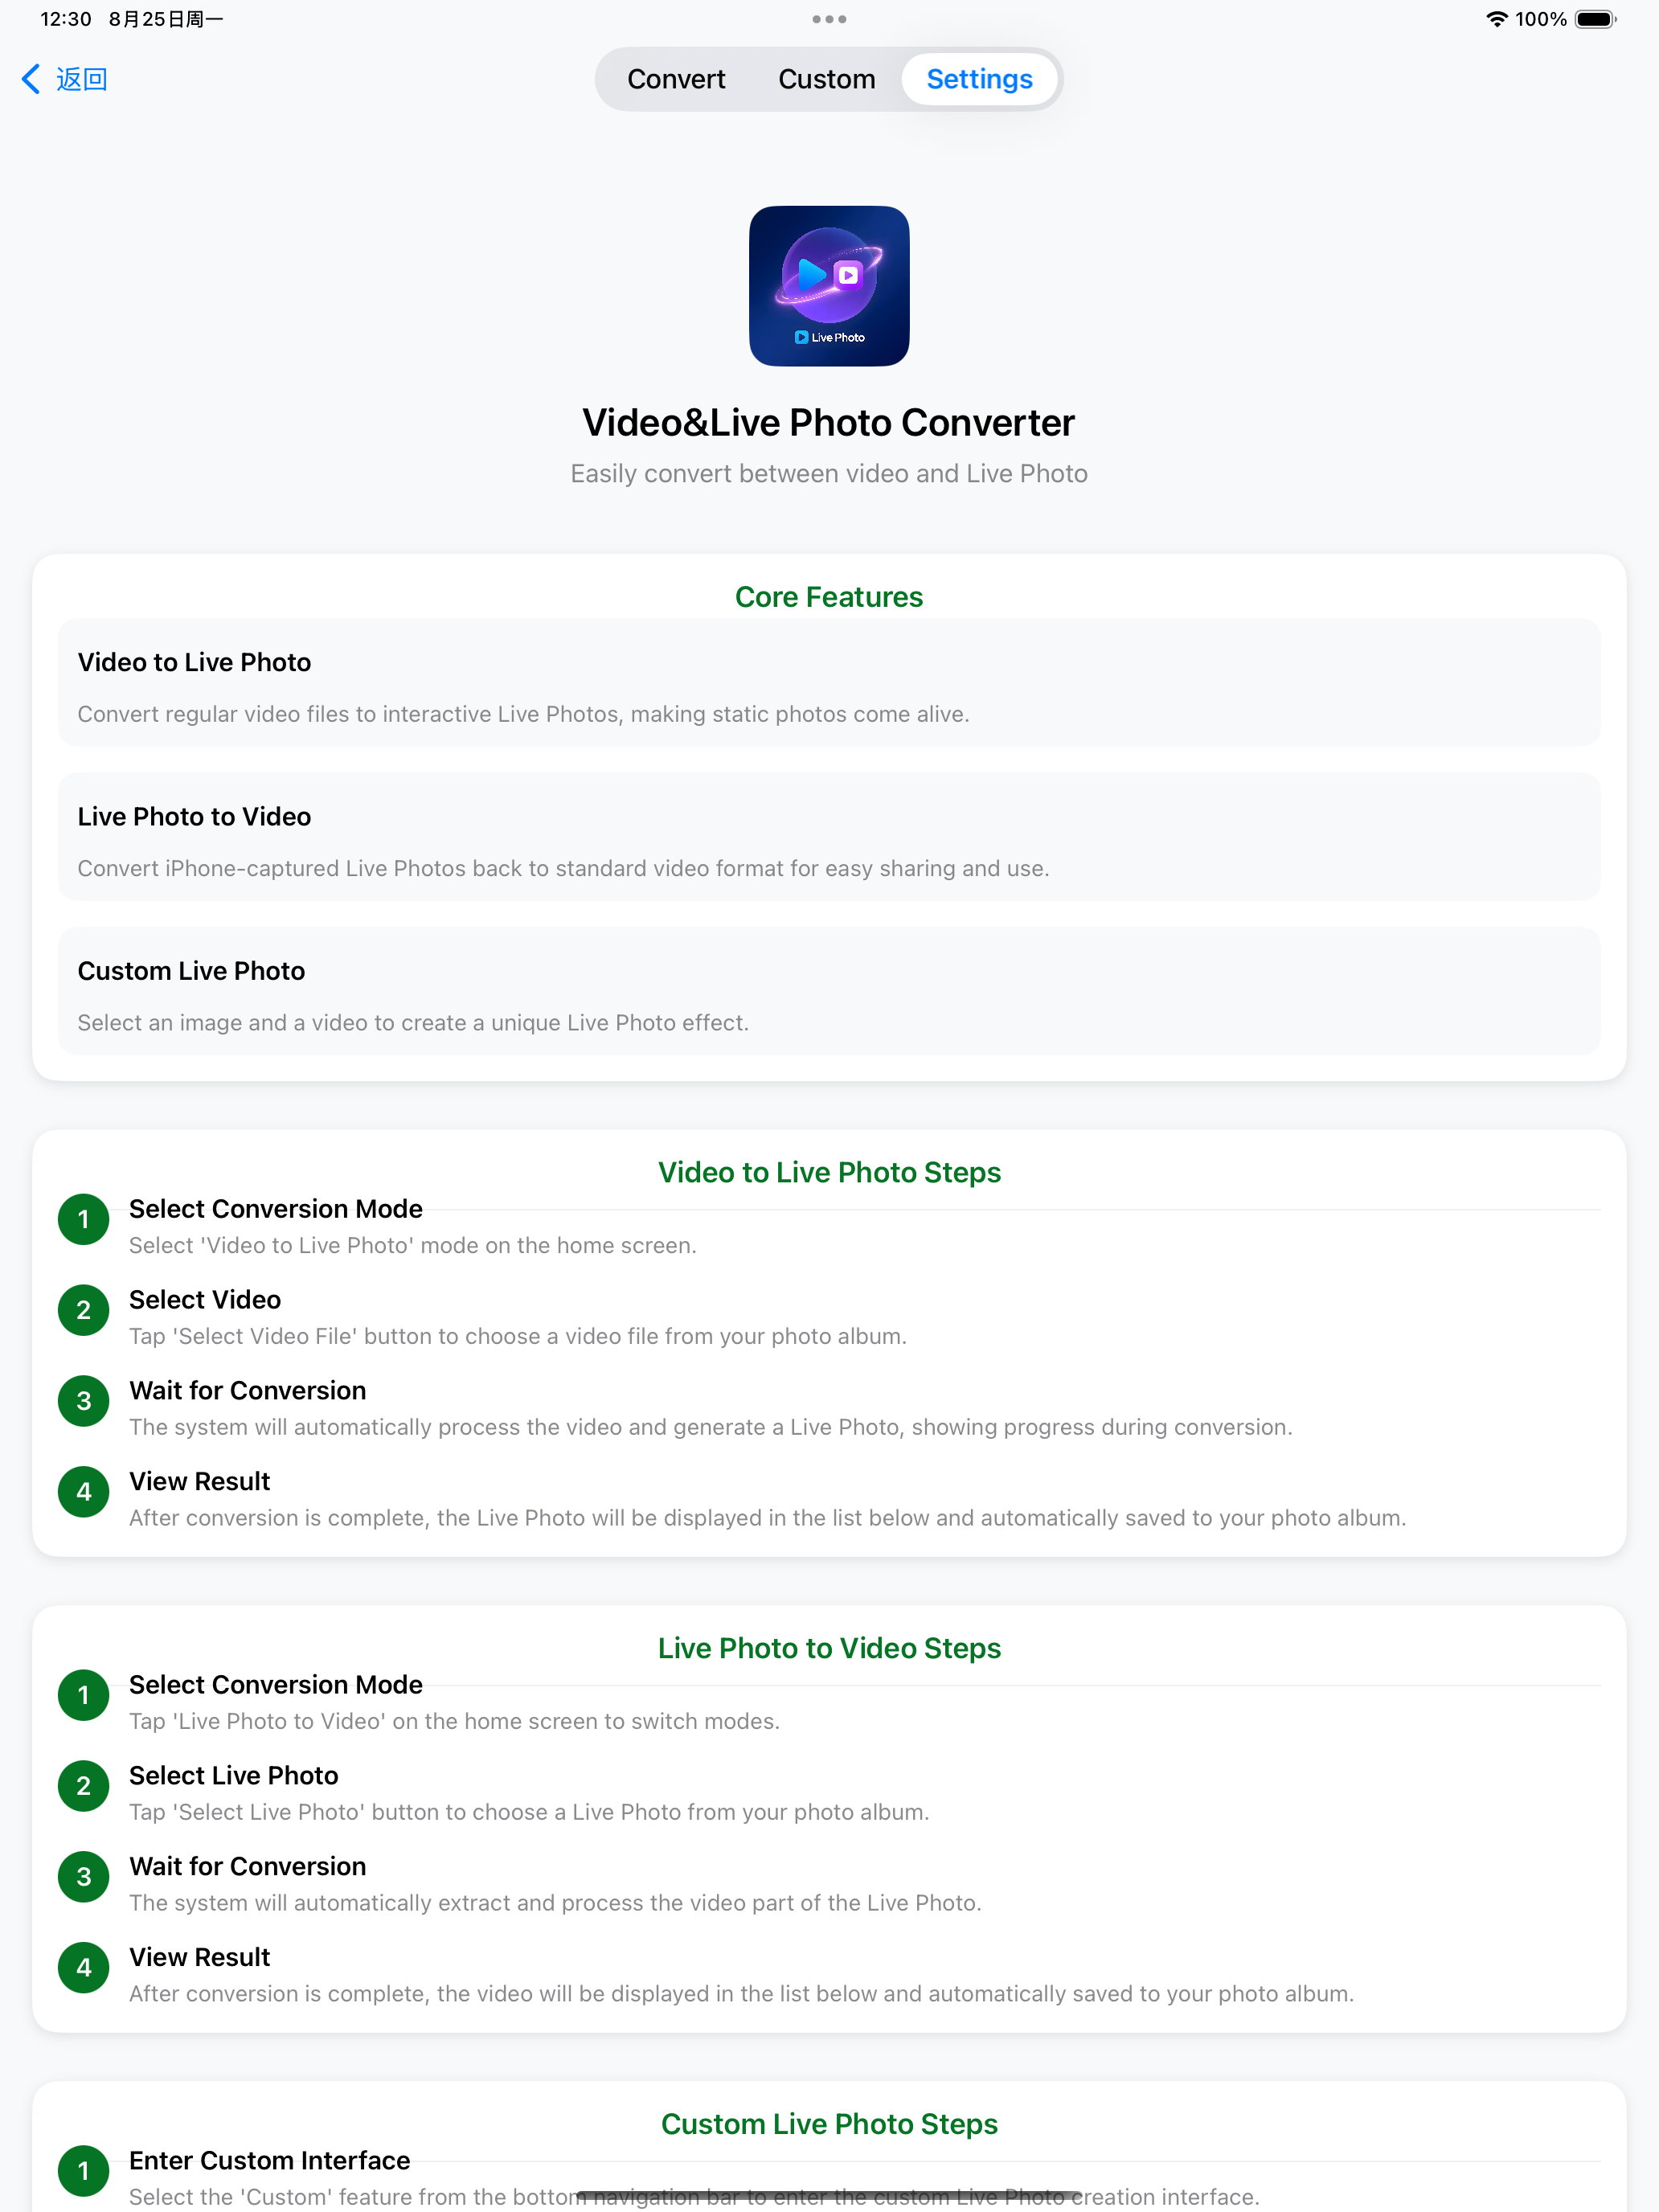 12:30 8月25日周一
100%
返回
Convert Custom Settings
Live Photo
Video&Live Photo Converter
Easily convert between video and Live Photo
Core Features
Video to Live Photo
Convert regular video files to interactive Live Photos, making static photos come alive.
Live Photo to Video
Convert iPhone-captured Live Photos back to standard video format for easy sharing and use.
Custom Live Photo
Select an image and a video to create a unique Live Photo effect.
Video to Live Photo Steps
1 Select Conversion Mode
Select 'Video to Live Photo' mode on the home screen.
2 Select Video
Tap 'Select Video File' button to choose a video file from your photo album.
3 Wait for Conversion
The system will automatically process the video and generate a Live Photo, showing progress during conversion.
4 View Result
After conversion is complete, the Live Photo will be displayed in the list below and automatically saved to your photo album.
Live Photo to Video Steps
1 Select Conversion Mode
Tap 'Live Photo to Video' on the home screen to switch modes.
2 Select Live Photo
Tap 'Select Live Photo' button to choose a Live Photo from your photo album.
3 Wait for Conversion
The system will automatically extract and process the video part of the Live Photo.
4 View Result
After conversion is complete, the video will be displayed in the list below and automatically saved to your photo album.
Custom Live Photo Steps
1 Enter Custom Interface
Select the 'Custom' feature from the bottom navigation bar to enter the custom Live Photo creation interface.